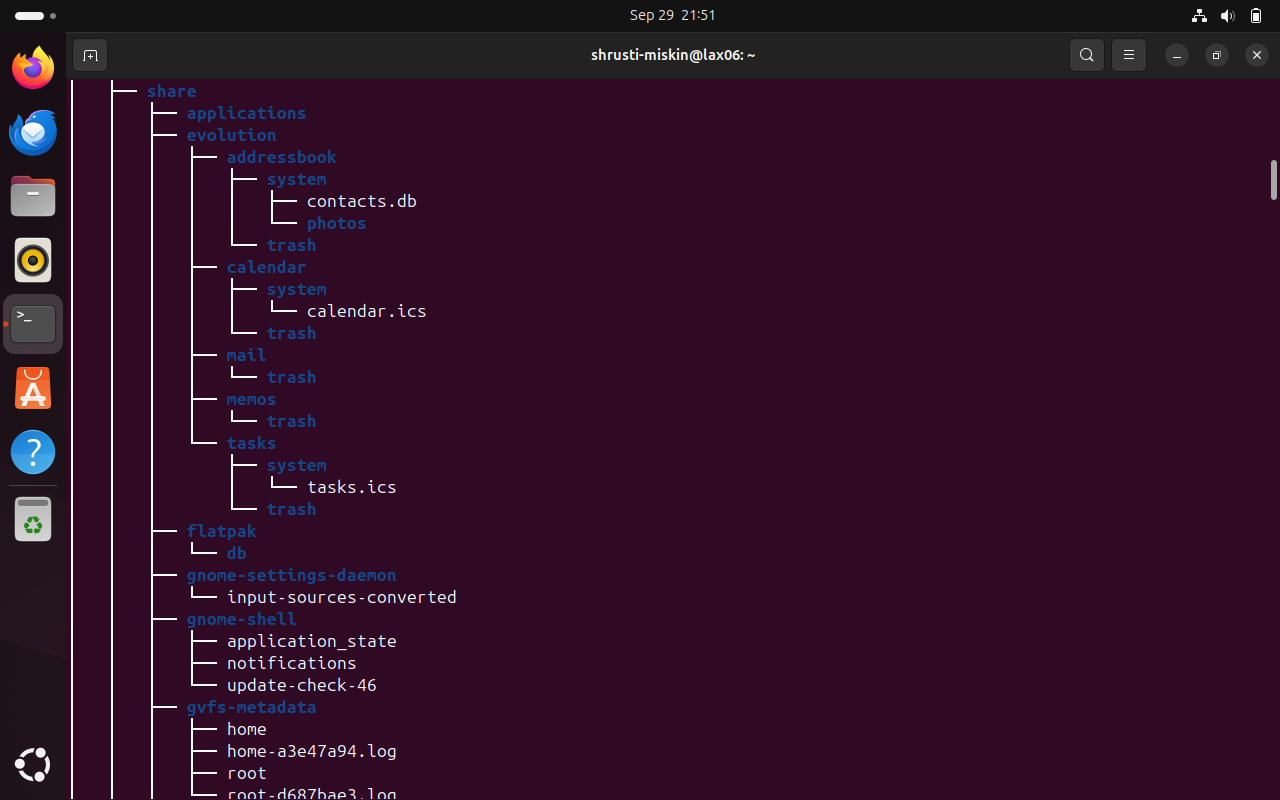 Sep 29 21:51
shrusti-miskin@lax06: ~
share
applications
evolution
addressbook
system
contacts.db
photos
trash
calendar
system
calendar.ics
trash
mail
trash
memos
trash
tasks
system
tasks.ics
trash
flatpak
db
gnome-settings-daemon
input-sources-converted
gnome-shell
application_state
notifications
update-check-46
gvfs-metadata
home
home-a3e47a94.log
root
root-d687bae3.log